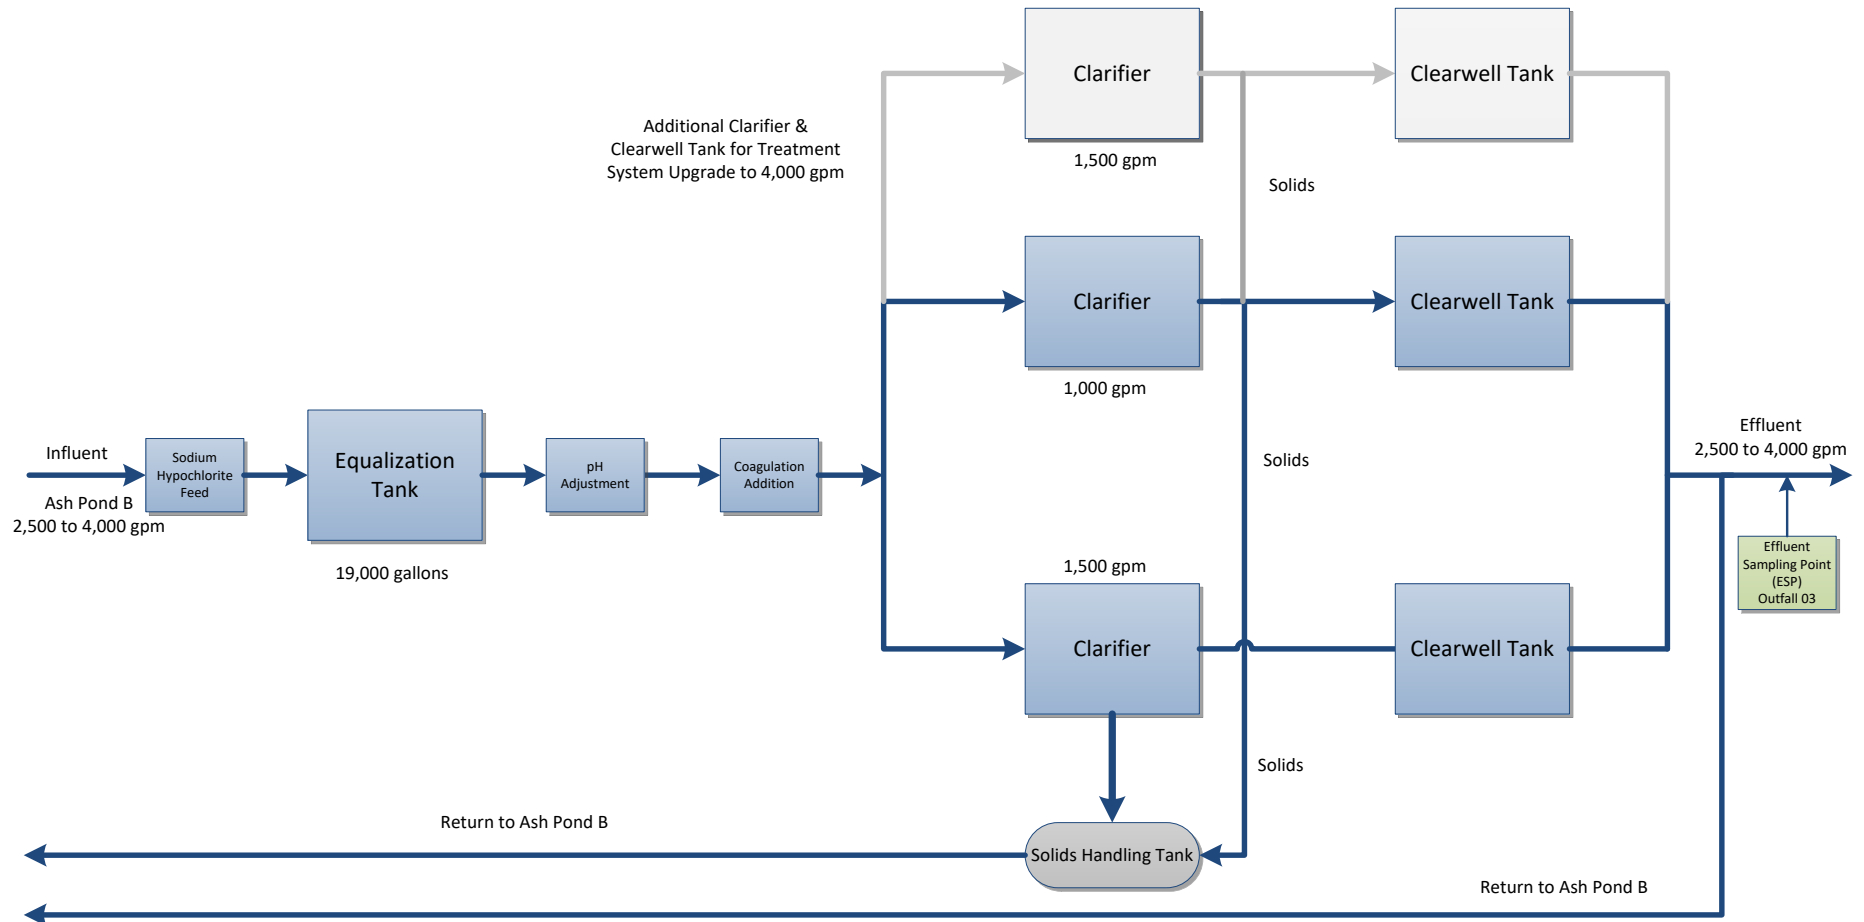 Clarifier
Clearwell Tank
Additional Clarifier &
Clearwell Tank for Treatment
System Upgrade to 4,000 gpm
1,500 gpm
Solids
Clarifier
Clearwell Tank
1,000 gpm
Influent
Ash Pond B
2,500 to 4,000 gpm
Sodium
Hypochlorite
Feed
Equalization
Tank
19,000 gallons
pH
Adjustment
Coagulation
Addition
Solids
Effluent
2,500 to 4,000 gpm
Effluent
Sampling Point
(ESP)
Outfall 03
1,500 gpm
Clarifier
Clearwell Tank
Solids
Return to Ash Pond B
Solids Handling Tank
Return to Ash Pond B